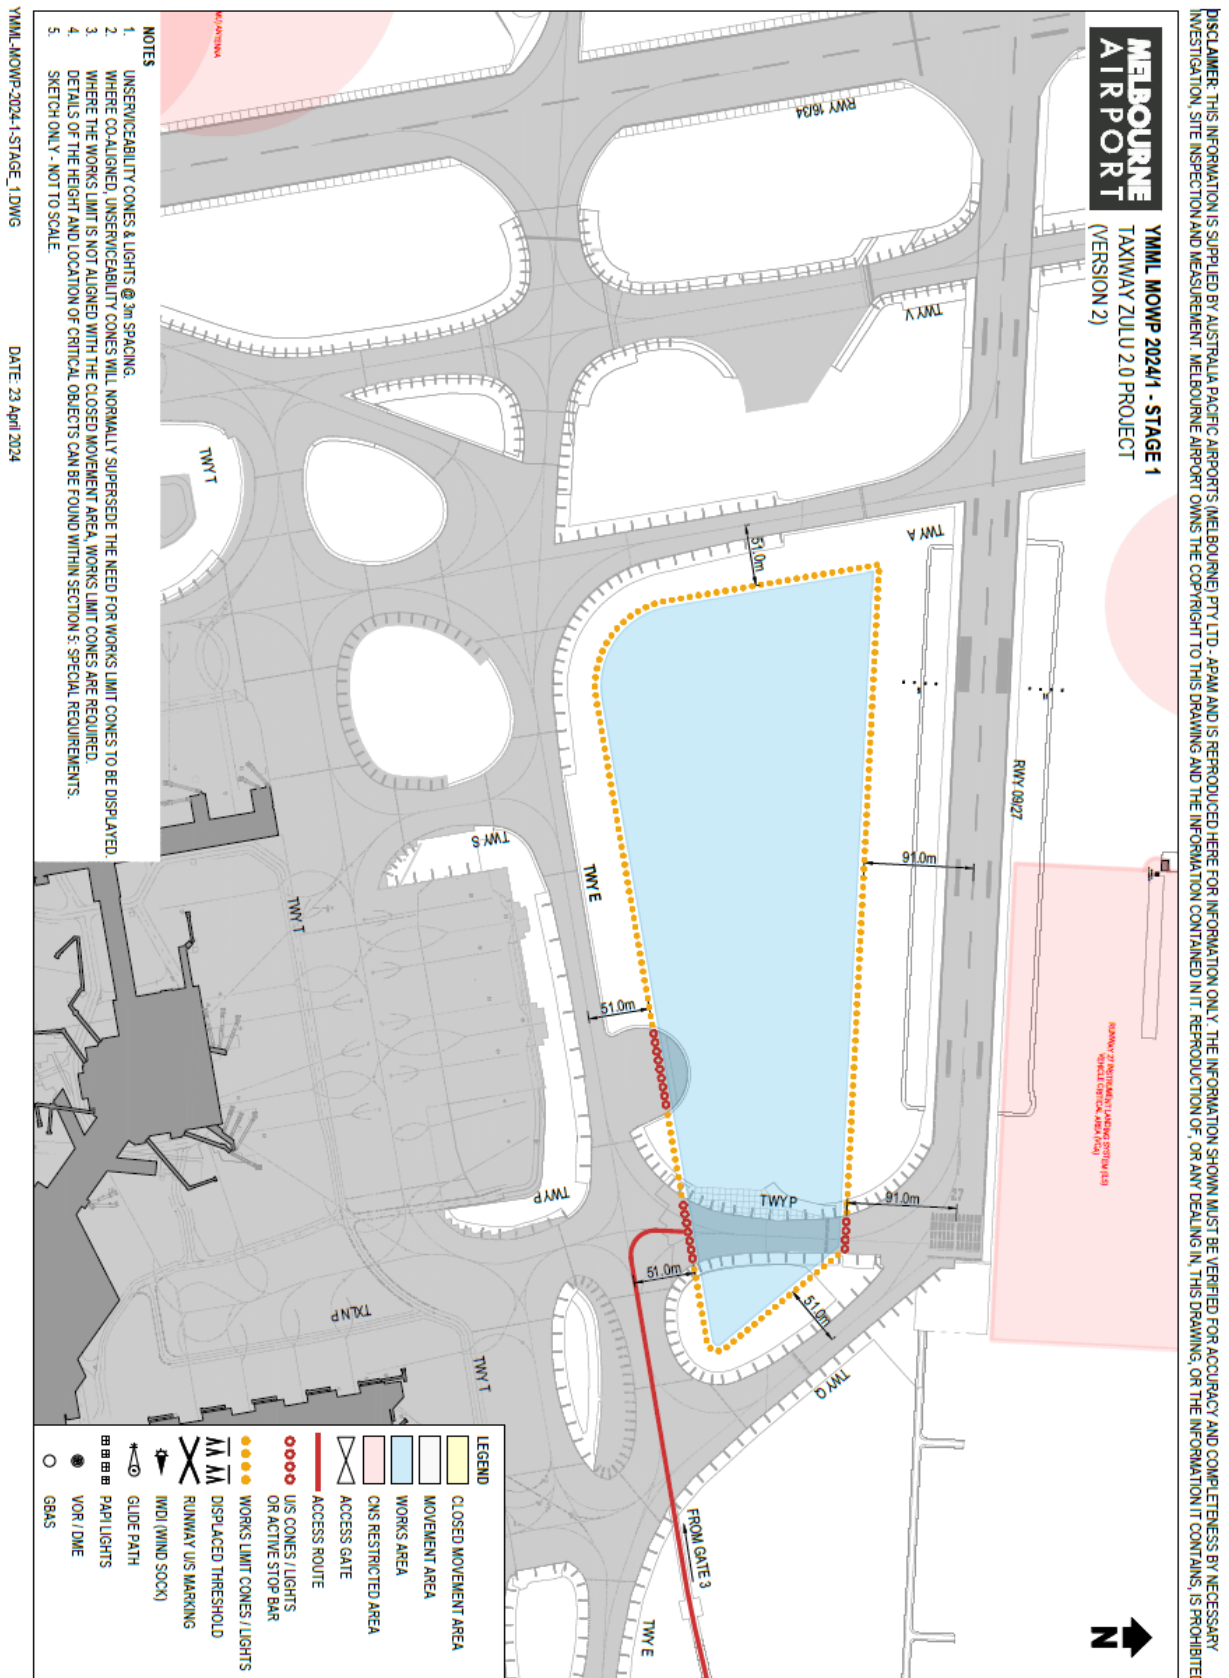 DISCLAIMER: THIS INFORMATION IS SUPPLIED BY AUSTRALIA PACIFIC AIRPORTS (MELBOURNE) PTY LTD - APAM AND IS REPRODUCED HERE FOR INFORMATION ONLY. THE INFORMATION SHOWN MUST BE VERIFIED FOR ACCURACY AND COMPLETENESS BY NECESSARY
INVESTIGATION, SITE INSPECTION AND MEASUREMENT. MELBOURNE AIRPORT OWNS THE COPYRIGHT TO THIS DRAWING AND THE INFORMATION CONTAINED IN IT. REPRODUCTION OF, OR ANY DEALING IN, THIS DRAWING, OR THE INFORMATION IT CONTAINS, IS PROHIBITED
MELBOURNE
AIRPORT
YMML MOWP 2024/1 - STAGE 1
TAXIWAY ZULU 2.0 PROJECT
(VERSION 2)
N
RUNWAY 27 INSTRUMENT LANDING SYSTEM (ILS)
VEHICLE CRITICAL AREA (VCA)
RWY 09/27
27
TWY A
TWY V
RWY 16/34
91.0m
91.0m
51.0m
51.0m
TWY P
TWY Q
51.0m
51.0m
FROM GATE 3
TWY E
TWY E
TWY S
TWY P
TWY T
TWY T
TXLN P
TWY T
ANTENNA
LEGEND
CLOSED MOVEMENT AREA
MOVEMENT AREA
WORKS AREA
CNS RESTRICTED AREA
ACCESS GATE
ACCESS ROUTE
U/S CONES / LIGHTS
OR ACTIVE STOP BAR
WORKS LIMIT CONES / LIGHTS
DISPLACED THRESHOLD
RUNWAY U/S MARKING
IWDI (WIND SOCK)
GLIDE PATH
PAPI LIGHTS
VOR / DME
GBAS
NOTES
1. UNSERVICEABILITY CONES & LIGHTS @ 3m SPACING.
2. WHERE CO-ALIGNED, UNSERVICEABILITY CONES WILL NORMALLY SUPERSEDE THE NEED FOR WORKS LIMIT CONES TO BE DISPLAYED.
3. WHERE THE WORKS LIMIT IS NOT ALIGNED WITH THE CLOSED MOVEMENT AREA, WORKS LIMIT CONES ARE REQUIRED.
4. DETAILS OF THE HEIGHT AND LOCATION OF CRITICAL OBJECTS CAN BE FOUND WITHIN SECTION 5: SPECIAL REQUIREMENTS.
5. SKETCH ONLY - NOT TO SCALE.
YMML-MOWP-2024-1-STAGE_1.DWG
DATE: 23 April 2024